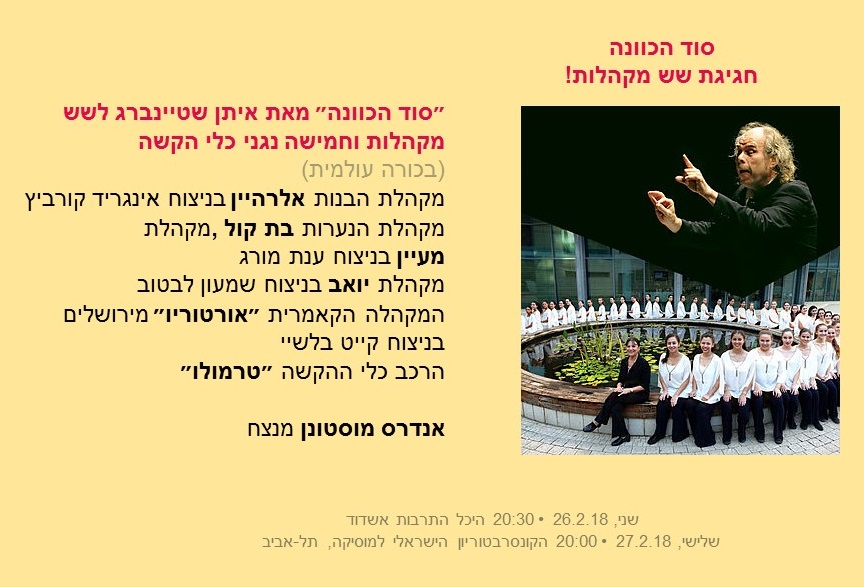 סוד הכוונה
חגיגת שש מקהלות!
״סוד הכוונה״ מאת איתן שטיינברג לשש
מקהלות וחמישה נגני כלי הקשה
(בכורה עולמית)
מקהלת הבנות אלרהיין בניצוח אינגריד קורביץ
מקהלת הנערות בת קול ,מקהלת
מעיין בניצוח ענת מורג
מקהלת יואב בניצוח שמעון לבטוב
המקהלה הקאמרית ״אורטוריו״ מירושלים
בניצוח קייט בלשיי
הרכב כלי ההקשה ״טרמולו״
אנדרס מוסטונן מנצח
שני, 26.2.18 • 20:30 היכל התרבות אשדוד
שלישי, 27.2.18 • 20:00 הקונסרבטוריון הישראלי למוסיקה, תל-אביב